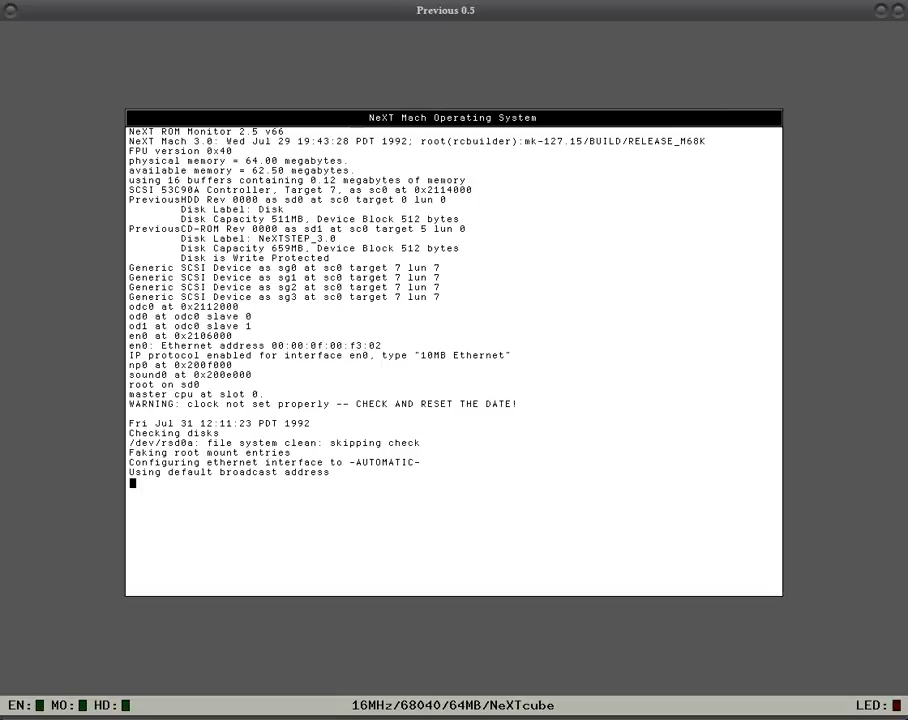 Previous 0.5
NeXT Mach Operating System
NeXT ROM Monitor 2.5 v66
NeXT Mach 3.0: Wed Jul 29 19:43:28 PDT 1992; root(rcbuilder):mk-127.15/BUILD/RELEASE_M68K
FPU version 0x40
physical memory = 64.00 megabytes.
available memory = 62.50 megabytes.
using 16 buffers containing 0.12 megabytes of memory
SCSI 53C90A Controller, Target 7, as sc0 at 0x2114000
PreviousHDD Rev 0000 as sd0 at sc0 target 0 lun 0
Disk Label: Disk
Disk Capacity 511MB, Device Block 512 bytes
PreviousCD-ROM Rev 0000 as sd1 at sc0 target 5 lun 0
Disk Label: NeXTSTEP_3.0
Disk Capacity 659MB, Device Block 512 bytes
Disk is Write Protected
Generic SCSI Device as sg0 at sc0 target 7 lun 7
Generic SCSI Device as sg1 at sc0 target 7 lun 7
Generic SCSI Device as sg2 at sc0 target 7 lun 7
Generic SCSI Device as sg3 at sc0 target 7 lun 7
odc0 at 0x2112000
od0 at odc0 slave 0
od1 at odc0 slave 1
en0 at 0x2106000
en0: Ethernet address 00:00:0f:00:f3:02
IP protocol enabled for interface en0, type "10MB Ethernet"
np0 at 0x200f000
sound0 at 0x200e000
root on sd0
master cpu at slot 0.
WARNING: clock not set properly -- CHECK AND RESET THE DATE!
Fri Jul 31 12:11:23 PDT 1992
Checking disks
/dev/rsd0a: file system clean: skipping check
Faking root mount entries
Configuring ethernet interface to -AUTOMATIC-
Using default broadcast address
EN: MO: HD: 16MHz/68040/64MB/NeXTcube LED: